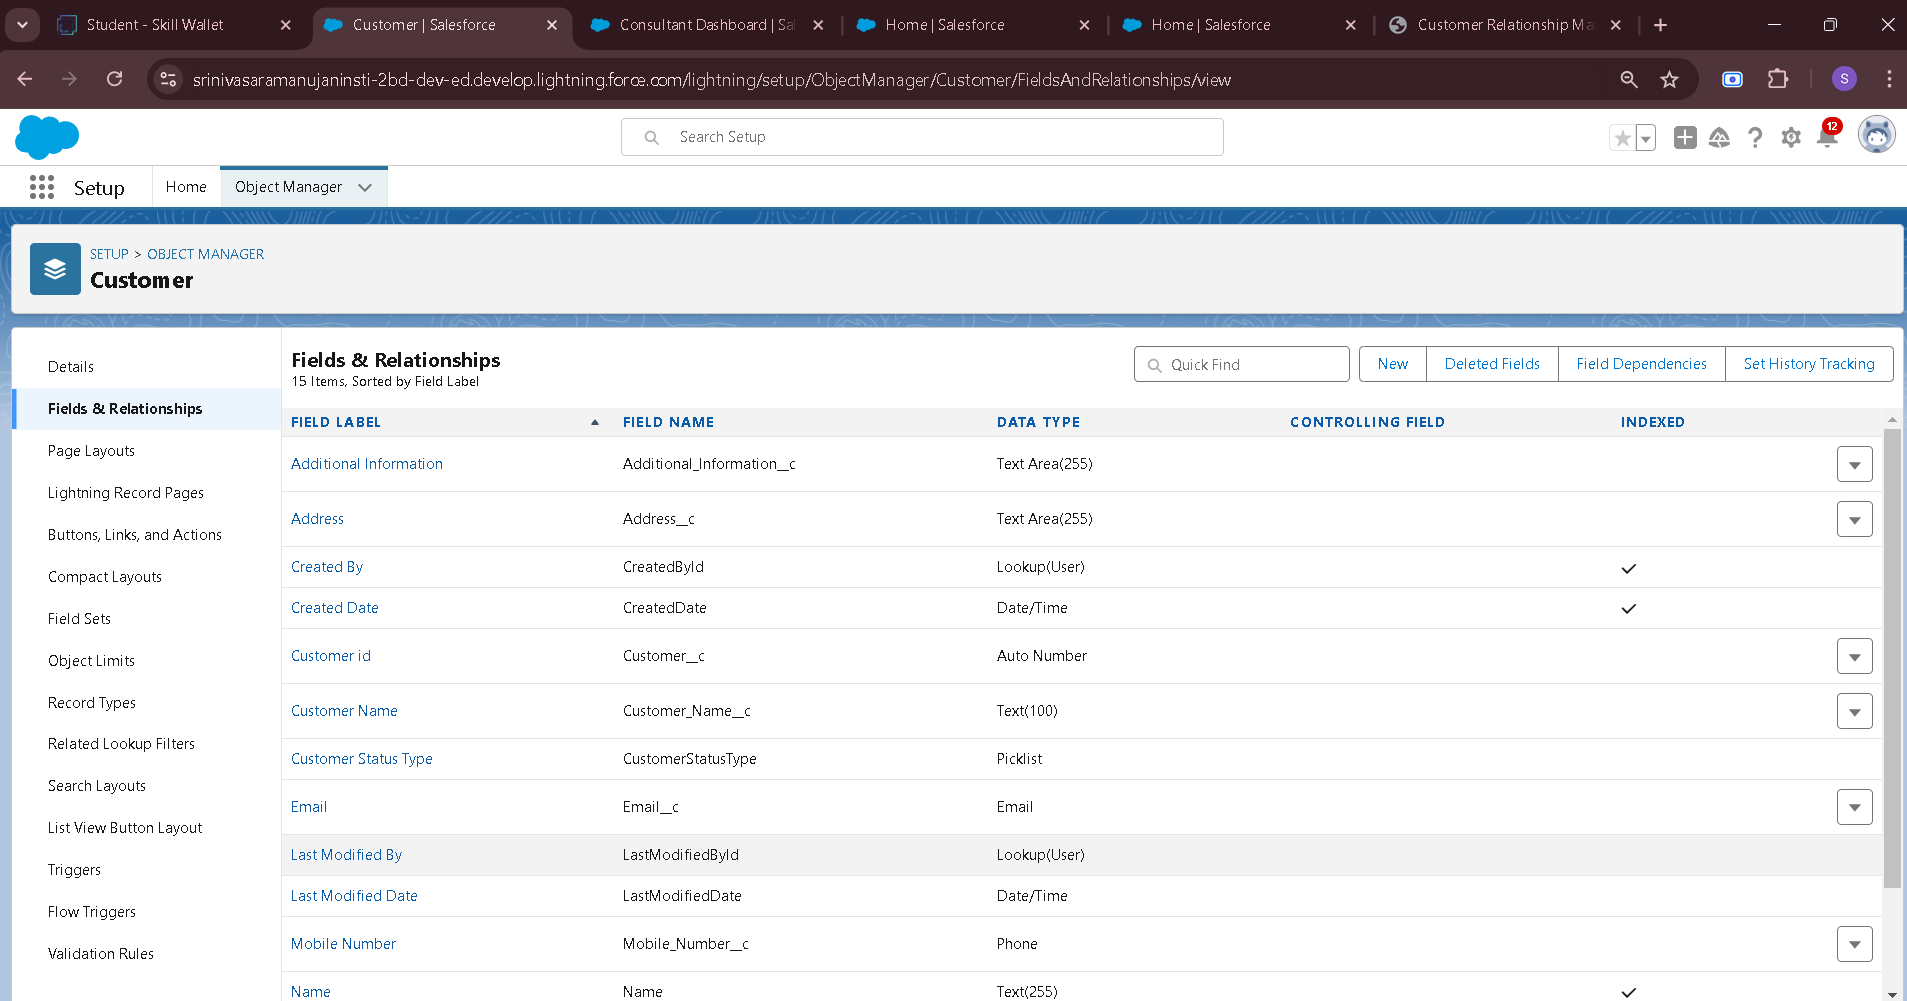 Student - Skill Wallet
Customer | Salesforce
Consultant Dashboard | Sal
Home | Salesforce
Home | Salesforce
Customer Relationship Ma
srinivasaramanujaninsti-2bd-dev-ed.develop.lightning.force.com/lightning/setup/ObjectManager/Customer/FieldsAndRelationships/view
S
Search Setup
12
Setup
Home
Object Manager
SETUP > OBJECT MANAGER
Customer
Details
Fields & Relationships
Page Layouts
Lightning Record Pages
Buttons, Links, and Actions
Compact Layouts
Field Sets
Object Limits
Record Types
Related Lookup Filters
Search Layouts
List View Button Layout
Triggers
Flow Triggers
Validation Rules
Fields & Relationships
15 Items, Sorted by Field Label
Quick Find
New
Deleted Fields
Field Dependencies
Set History Tracking
FIELD LABEL FIELD NAME DATA TYPE CONTROLLING FIELD INDEXED
Additional Information Additional_Information__c Text Area(255)
Address Address__c Text Area(255)
Created By CreatedById Lookup(User)
Created Date CreatedDate Date/Time
Customer id Customer__c Auto Number
Customer Name Customer_Name__c Text(100)
Customer Status Type CustomerStatusType Picklist
Email Email__c Email
Last Modified By LastModifiedById Lookup(User)
Last Modified Date LastModifiedDate Date/Time
Mobile Number Mobile_Number__c Phone
Name Name Text(255)